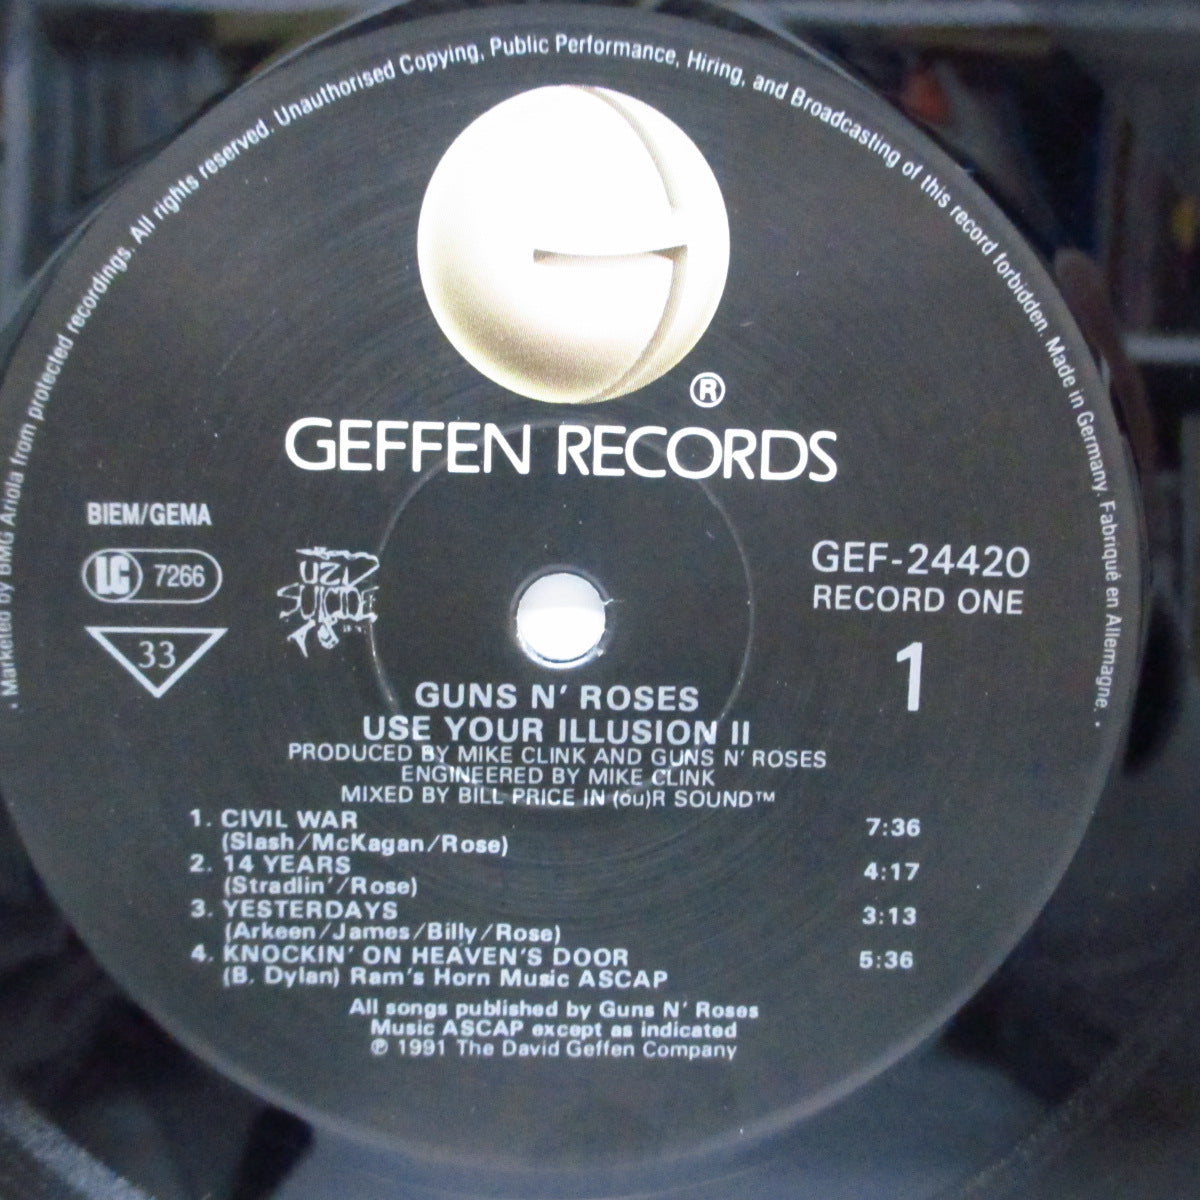 . Marketed by BMG Ariola from protected recordings. All rights reserved. Unauthorised Copying, Public Performance, Hiring, and Broadcasting of this record forbidden. Made in Germany. Fabriqué en Allemagne. .
®
GEFFEN RECORDS
BIEM/GEMA
LC 7266
33
UZI
SUICIDE
GEF-24420
RECORD ONE
1
GUNS N' ROSES
USE YOUR ILLUSION II
PRODUCED BY MIKE CLINK AND GUNS N' ROSES
ENGINEERED BY MIKE CLINK
MIXED BY BILL PRICE IN (ou)R SOUND™
1. CIVIL WAR 7:36
(Slash/McKagan/Rose)
2. 14 YEARS 4:17
(Stradlin'/Rose)
3. YESTERDAYS 3:13
(Arkeen/James/Billy/Rose)
4. KNOCKIN' ON HEAVEN'S DOOR 5:36
(B. Dylan) Ram's Horn Music ASCAP
All songs published by Guns N' Roses
Music ASCAP except as indicated
℗ 1991 The David Geffen Company